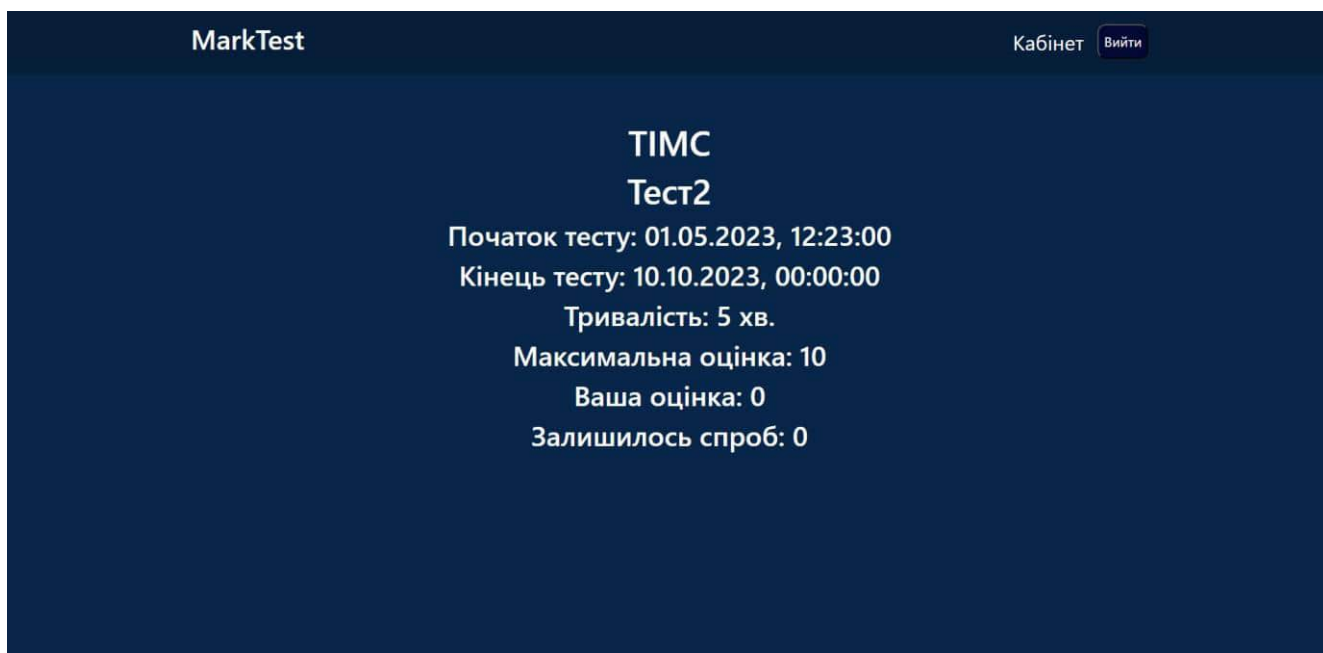 MarkTest
Кабінет Вийти
ТІМС
Тест2
Початок тесту: 01.05.2023, 12:23:00
Кінець тесту: 10.10.2023, 00:00:00
Тривалість: 5 хв.
Максимальна оцінка: 10
Ваша оцінка: 0
Залишилось спроб: 0